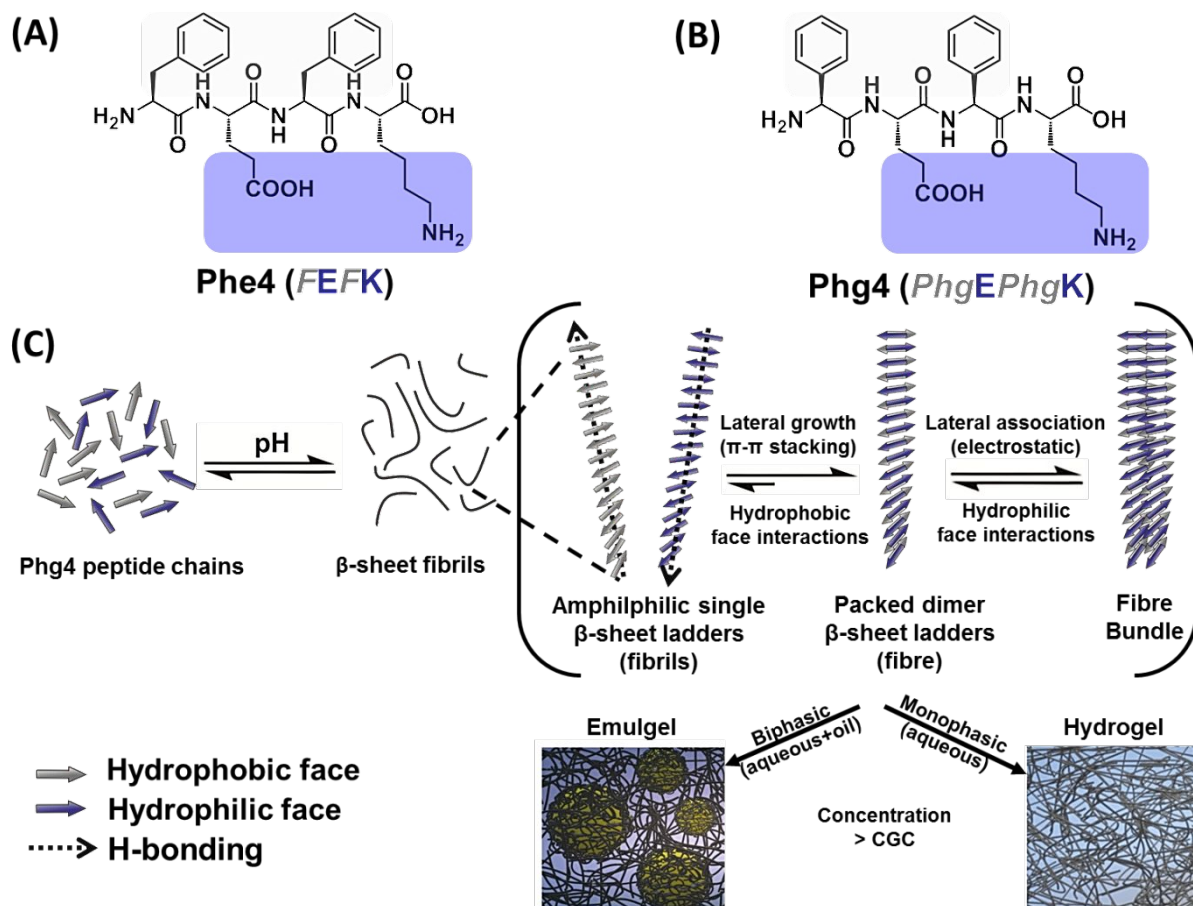 (A)
H
N
O
H
N
O
OH
H₂N
O
N
H
O
COOH
NH₂
Phe4 (FEFK)
(B)
H
N
O
H
N
O
OH
H₂N
O
N
H
O
COOH
NH₂
Phg4 (PhgEPhgK)
(C)
pH
Phg4 peptide chains
β-sheet fibrils
Lateral growth
(π-π stacking)
Hydrophobic
face interactions
Lateral association
(electrostatic)
Hydrophilic
face interactions
Amphilphilic single
β-sheet ladders
(fibrils)
Packed dimer
β-sheet ladders
(fibre)
Fibre
Bundle
Emulgel
Biphasic
(aqueous+oil)
Monophasic
(aqueous)
Hydrogel
Concentration
> CGC
Hydrophobic face
Hydrophilic face
H-bonding